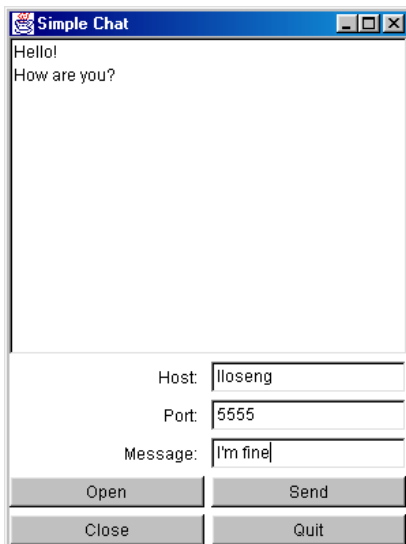 Simple Chat
Hello!
How are you?
Host: lloseng
Port: 5555
Message: I'm fine
Open Send
Close Quit